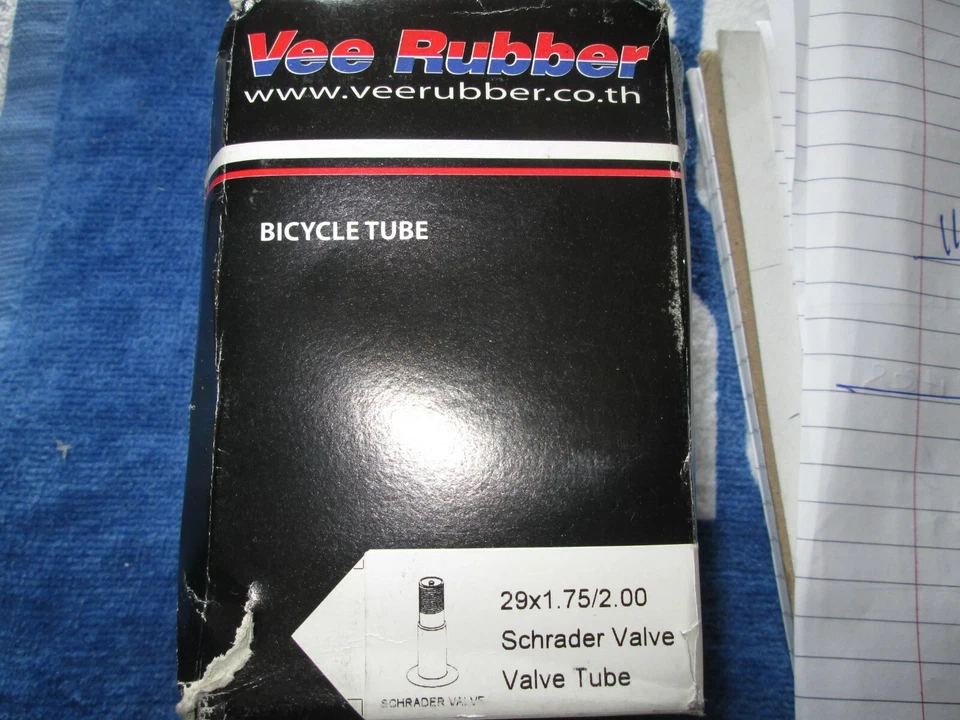 Vee Rubber
www.veerubber.co.th
BICYCLE TUBE
29x1.75/2.00
Schrader Valve
Valve Tube
SCHRADER VALVE